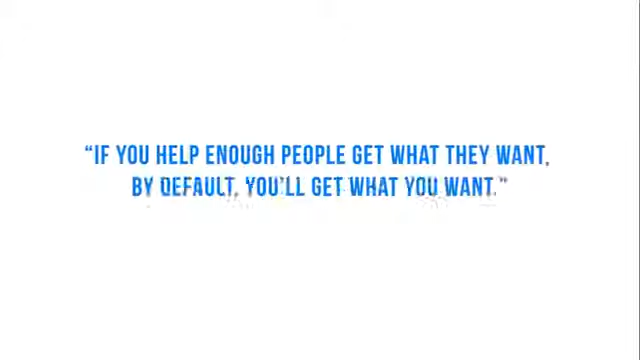 “IF YOU HELP ENOUGH PEOPLE GET WHAT THEY WANT,
BY DEFAULT, YOU'LL GET WHAT YOU WANT.”